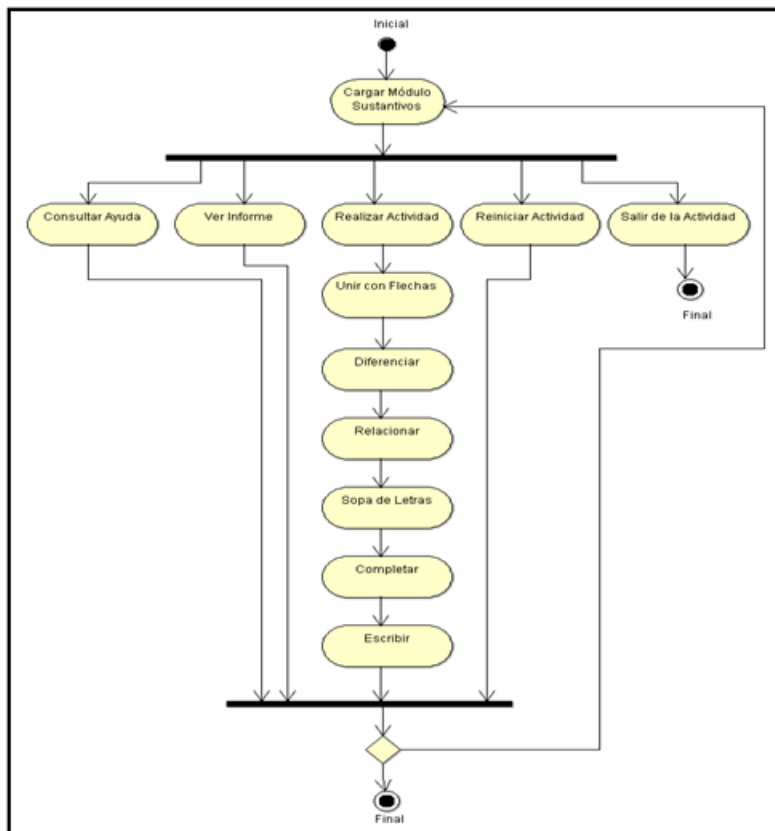 Inicial
Cargar Módulo
Sustantivos
Consultar Ayuda
Ver Informe
Realizar Actividad
Reiniciar Actividad
Salir de la Actividad
Unir con Flechas
Final
Diferenciar
Relacionar
Sopa de Letras
Completar
Escribir
Final